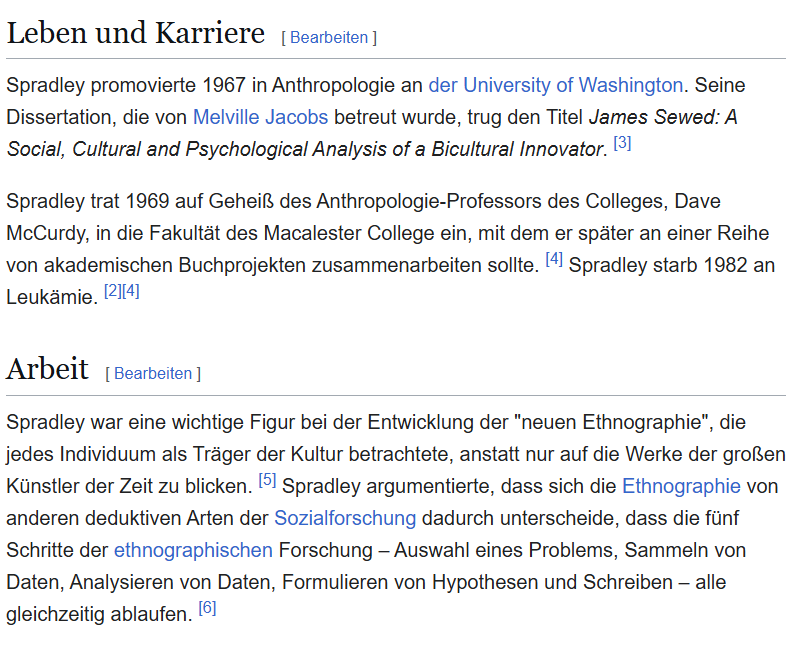 Leben und Karriere [ Bearbeiten ]
Spradley promovierte 1967 in Anthropologie an der University of Washington. Seine
Dissertation, die von Melville Jacobs betreut wurde, trug den Titel James Sewed: A
Social, Cultural and Psychological Analysis of a Bicultural Innovator. [3]
Spradley trat 1969 auf Geheiß des Anthropologie-Professors des Colleges, Dave
McCurdy, in die Fakultät des Macalester College ein, mit dem er später an einer Reihe
von akademischen Buchprojekten zusammenarbeiten sollte. [4] Spradley starb 1982 an
Leukämie. [2][4]
Arbeit [ Bearbeiten ]
Spradley war eine wichtige Figur bei der Entwicklung der "neuen Ethnographie", die
jedes Individuum als Träger der Kultur betrachtete, anstatt nur auf die Werke der großen
Künstler der Zeit zu blicken. [5] Spradley argumentierte, dass sich die Ethnographie von
anderen deduktiven Arten der Sozialforschung dadurch unterscheide, dass die fünf
Schritte der ethnographischen Forschung – Auswahl eines Problems, Sammeln von
Daten, Analysieren von Daten, Formulieren von Hypothesen und Schreiben – alle
gleichzeitig ablaufen. [6]